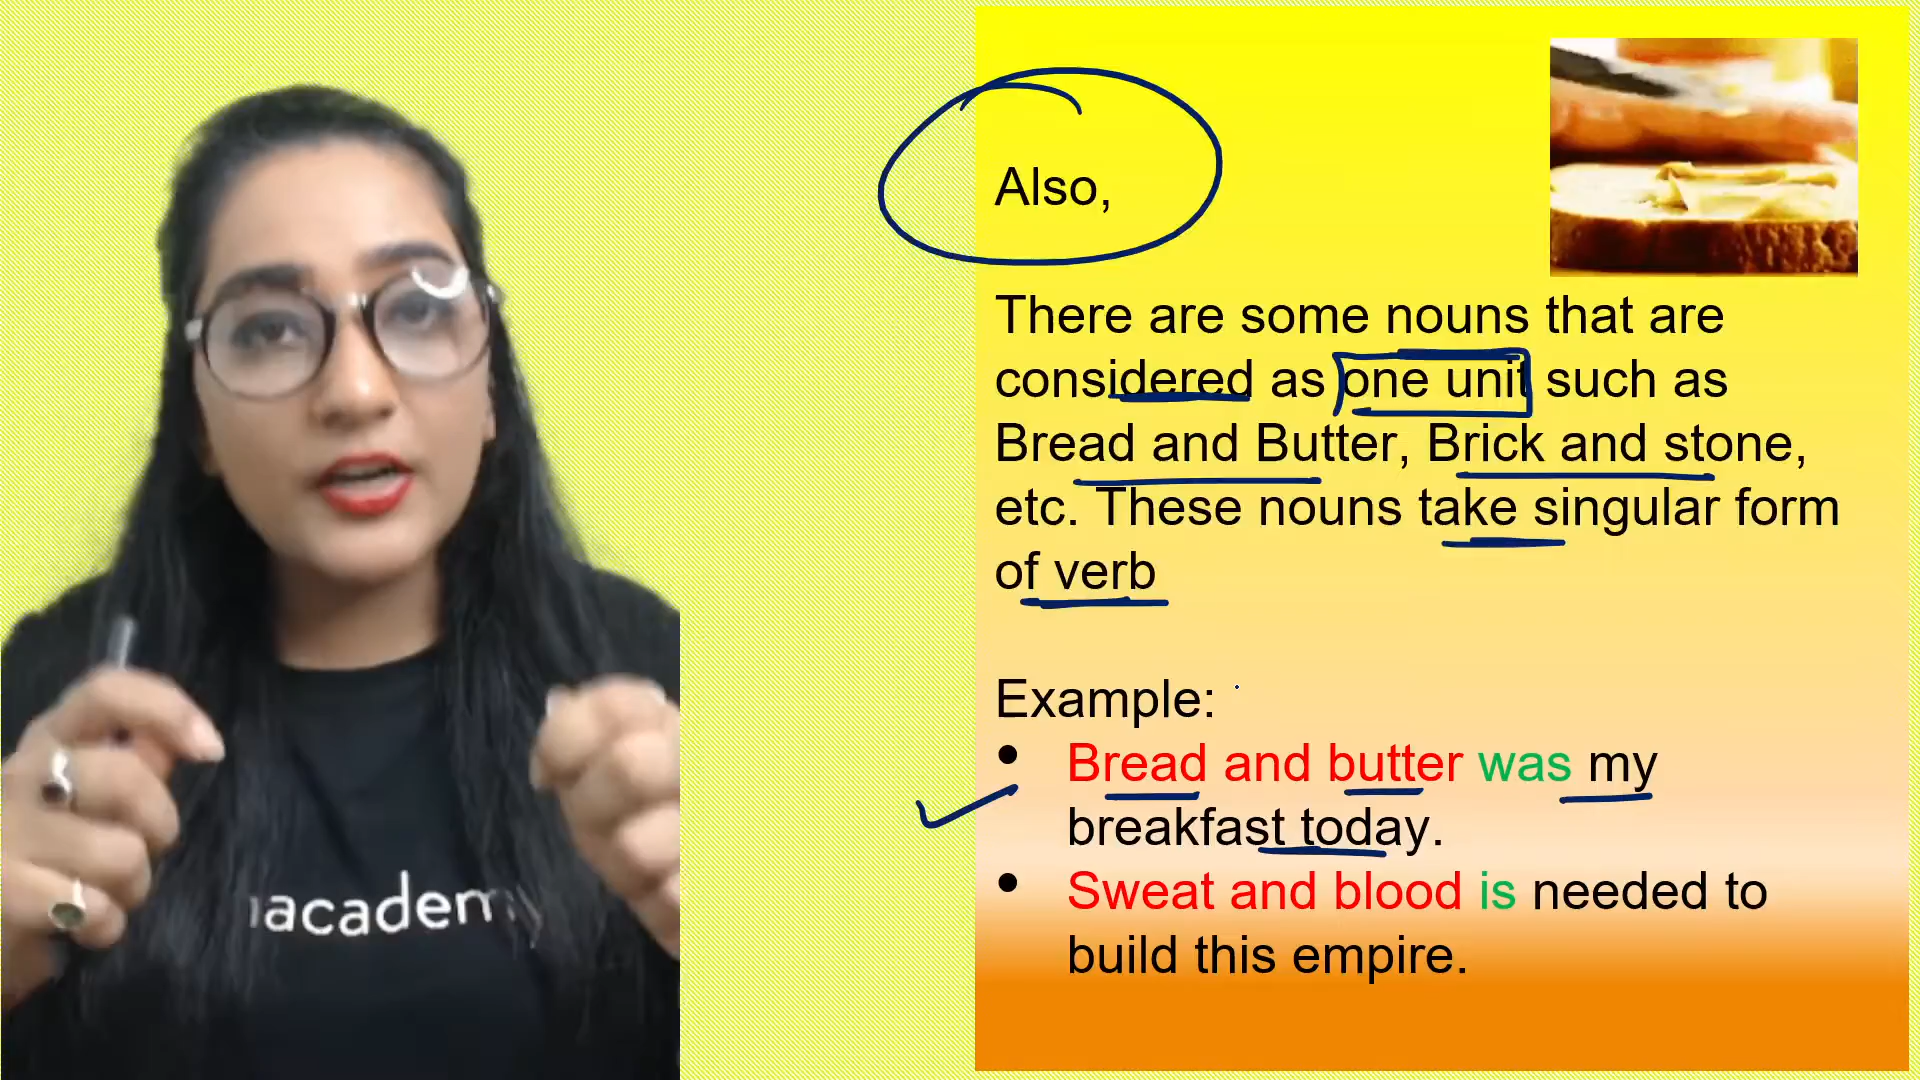 Also,
There are some nouns that are
considered as one unit such as
Bread and Butter, Brick and stone,
etc. These nouns take singular form
of verb
Example:
• Bread and butter was my
breakfast today.
• Sweat and blood is needed to
build this empire.